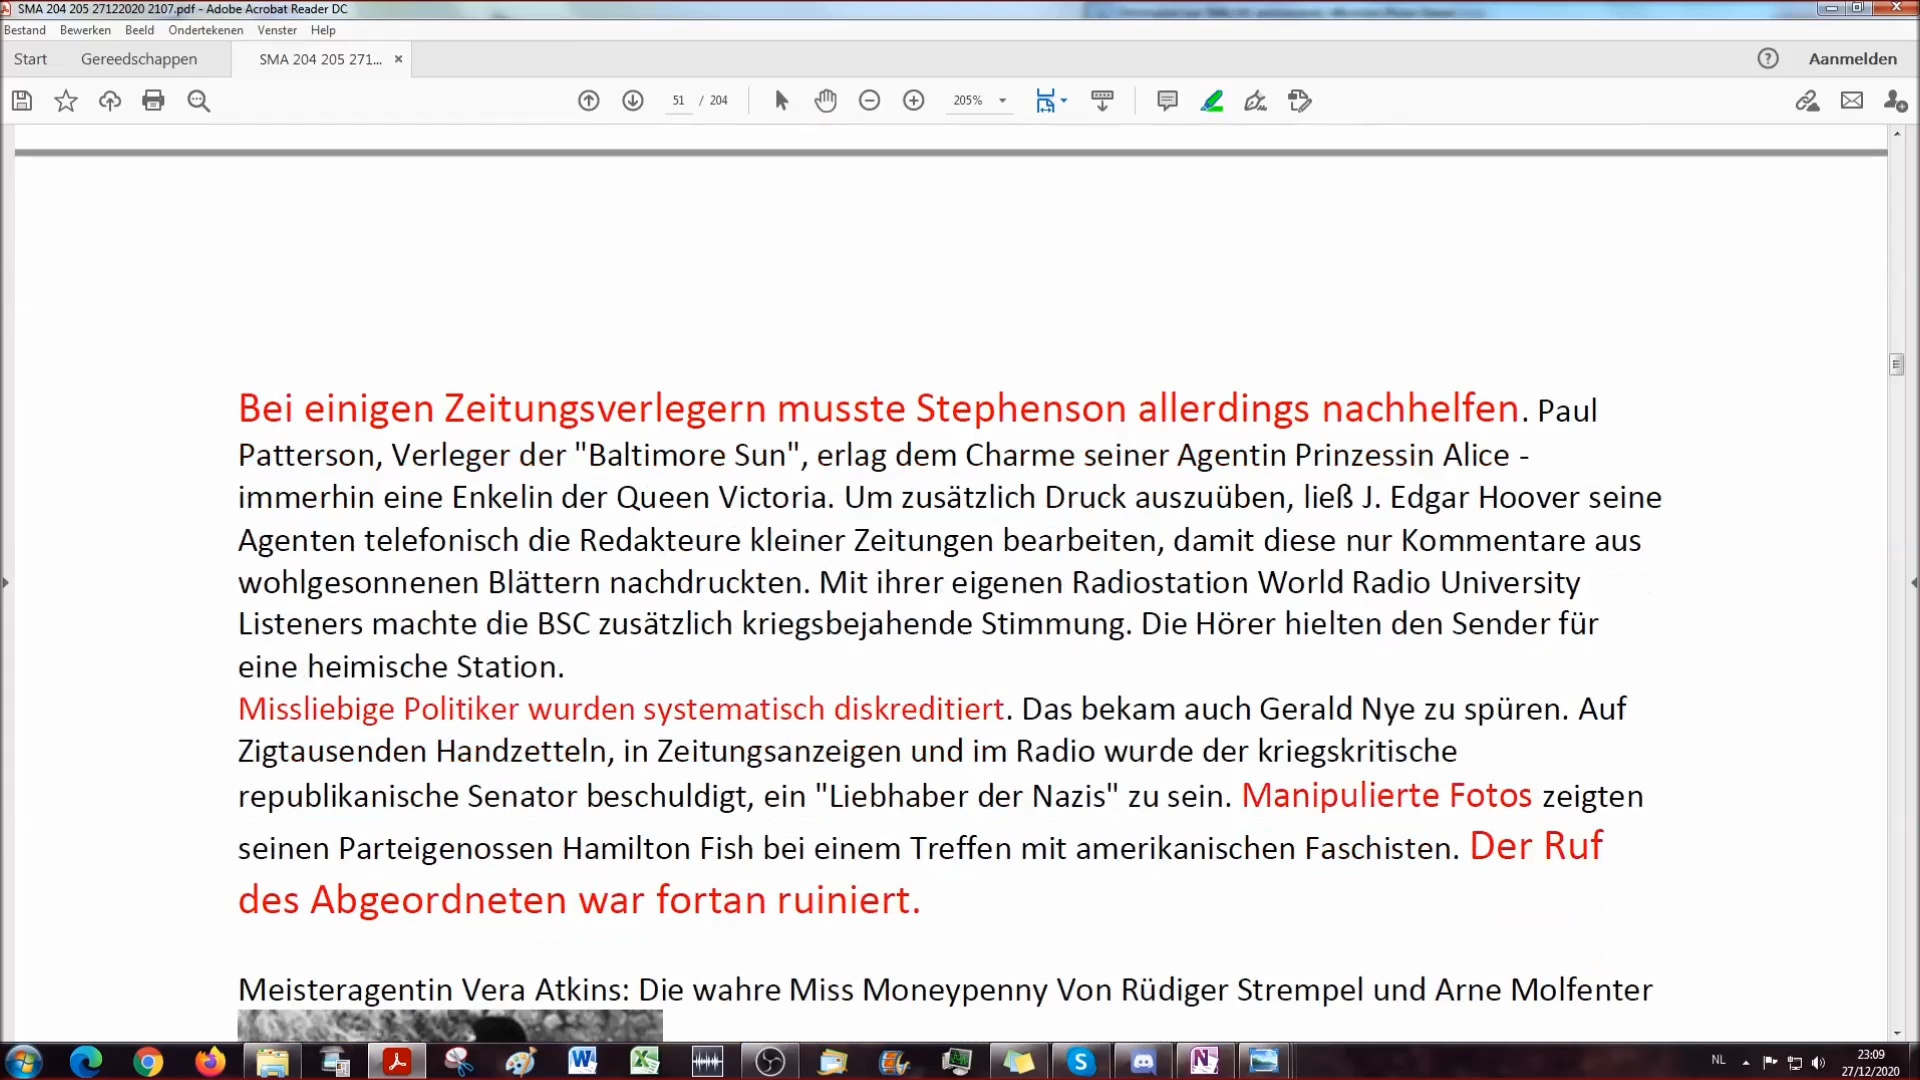 SMA 204 205 27122020 2107.pdf - Adobe Acrobat Reader DC
Bestand Bewerken Beeld Ondertekenen Venster Help
Start Gereedschappen SMA 204 205 271... × Aanmelden
51 / 204 205%
Bei einigen Zeitungsverlegern musste Stephenson allerdings nachhelfen. Paul
Patterson, Verleger der "Baltimore Sun", erlag dem Charme seiner Agentin Prinzessin Alice -
immerhin eine Enkelin der Queen Victoria. Um zusätzlich Druck auszuüben, ließ J. Edgar Hoover seine
Agenten telefonisch die Redakteure kleiner Zeitungen bearbeiten, damit diese nur Kommentare aus
wohlgesonnenen Blättern nachdruckten. Mit ihrer eigenen Radiostation World Radio University
Listeners machte die BSC zusätzlich kriegsbejahende Stimmung. Die Hörer hielten den Sender für
eine heimische Station.
Missliebige Politiker wurden systematisch diskreditiert. Das bekam auch Gerald Nye zu spüren. Auf
Zigtausenden Handzetteln, in Zeitungsanzeigen und im Radio wurde der kriegskritische
republikanische Senator beschuldigt, ein "Liebhaber der Nazis" zu sein. Manipulierte Fotos zeigten
seinen Parteigenossen Hamilton Fish bei einem Treffen mit amerikanischen Faschisten. Der Ruf
des Abgeordneten war fortan ruiniert.
Meisteragentin Vera Atkins: Die wahre Miss Moneypenny Von Rüdiger Strempel und Arne Molfenter
NL 23:09
27/12/2020